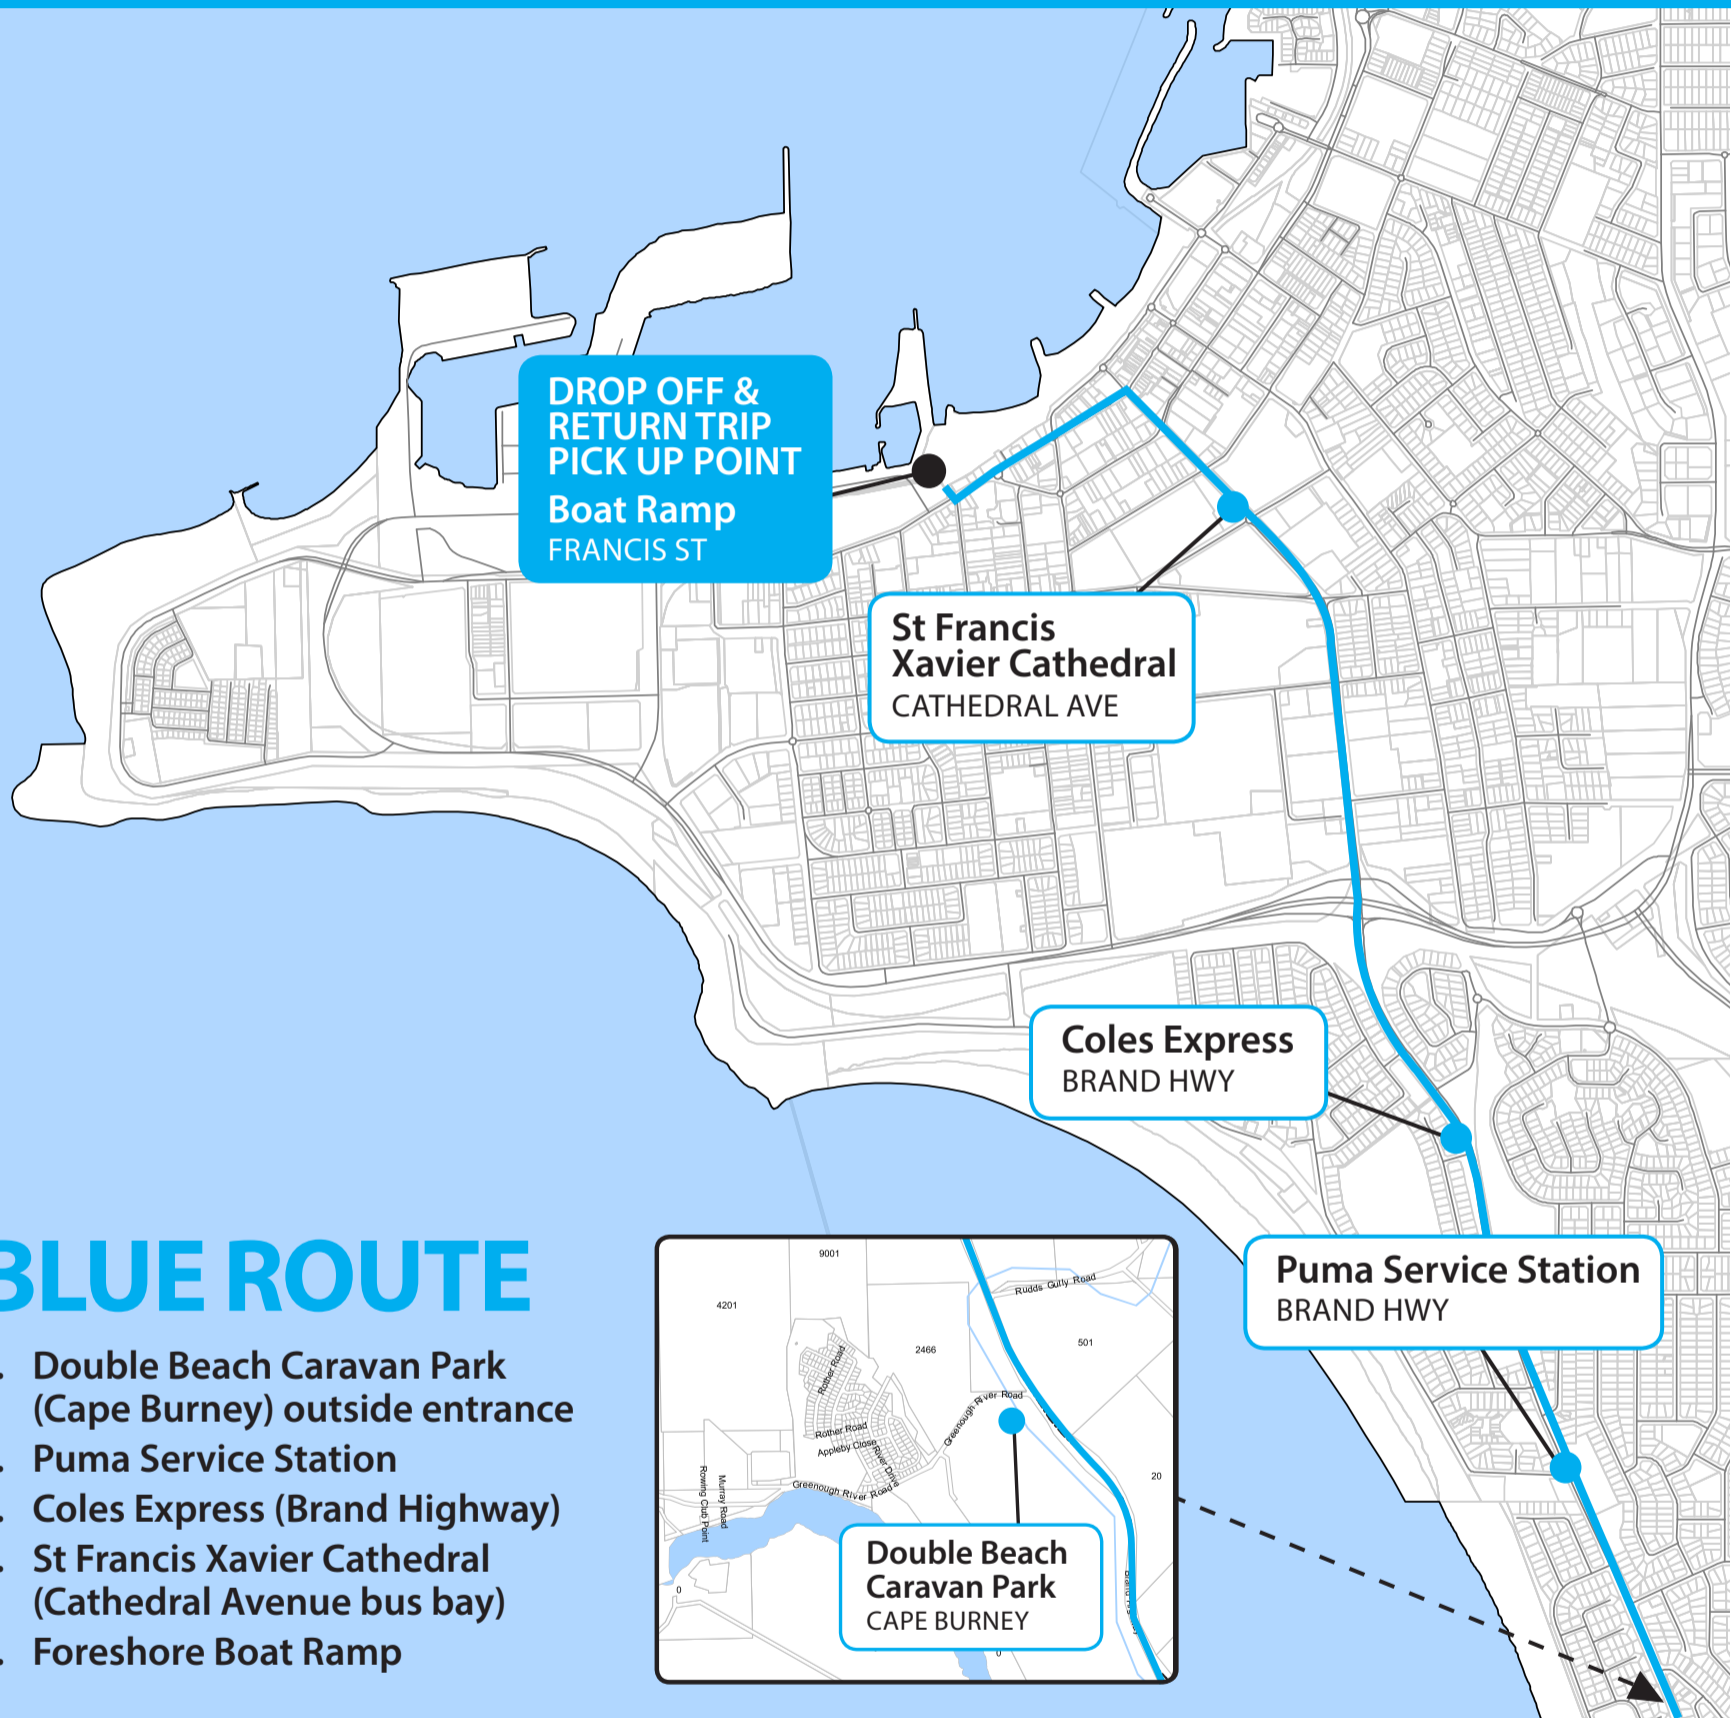 DROP OFF &
RETURN TRIP
PICK UP POINT
Boat Ramp
FRANCIS ST
St Francis
Xavier Cathedral
CATHEDRAL AVE
Coles Express
BRAND HWY
Puma Service Station
BRAND HWY
BLUE ROUTE
. Double Beach Caravan Park
(Cape Burney) outside entrance
. Puma Service Station
. Coles Express (Brand Highway)
. St Francis Xavier Cathedral
(Cathedral Avenue bus bay)
. Foreshore Boat Ramp
9001
4201
Rudds Gully Road
501
2466
Rother Road
Greenough River Road
Rother Road
Appleby Close
River Drive
Greenough River Road
Murray Road
Rowing Club Point
20
0
Double Beach
Caravan Park
CAPE BURNEY
0